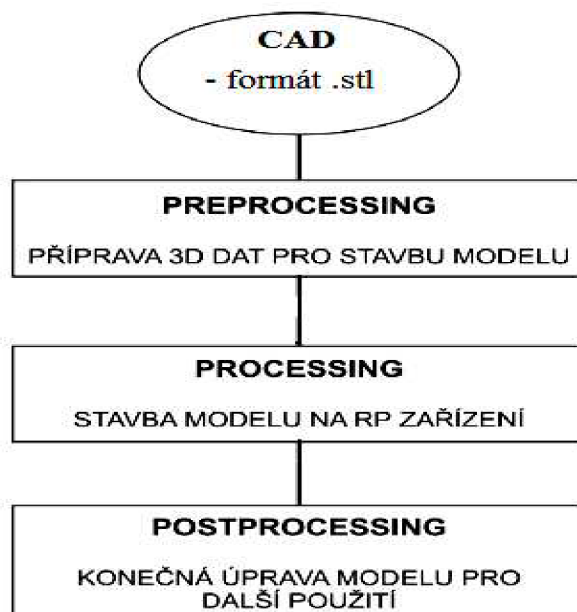 CAD
- formát .stl
PREPROCESSING
PŘÍPRAVA 3D DAT PRO STAVBU MODELU
PROCESSING
STAVBA MODELU NA RP ZAŘÍZENÍ
POSTPROCESSING
KONEČNÁ ÚPRAVA MODELU PRO
DALŠÍ POUŽITÍ